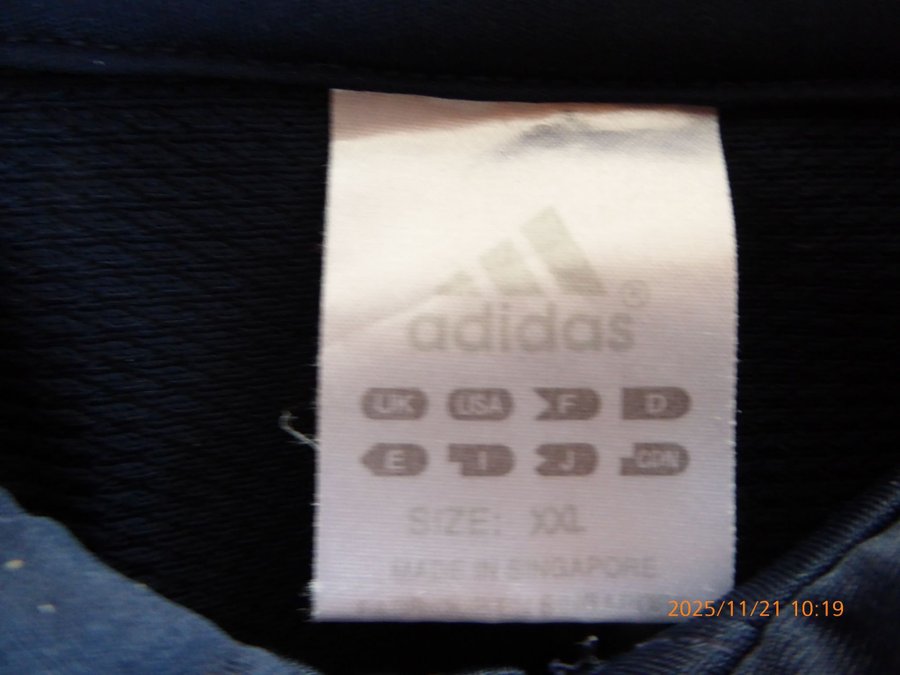 adidas®
UK USA F D
E I J CDN
SIZE: XXL
MADE IN SINGAPORE
2025/11/21 10:19